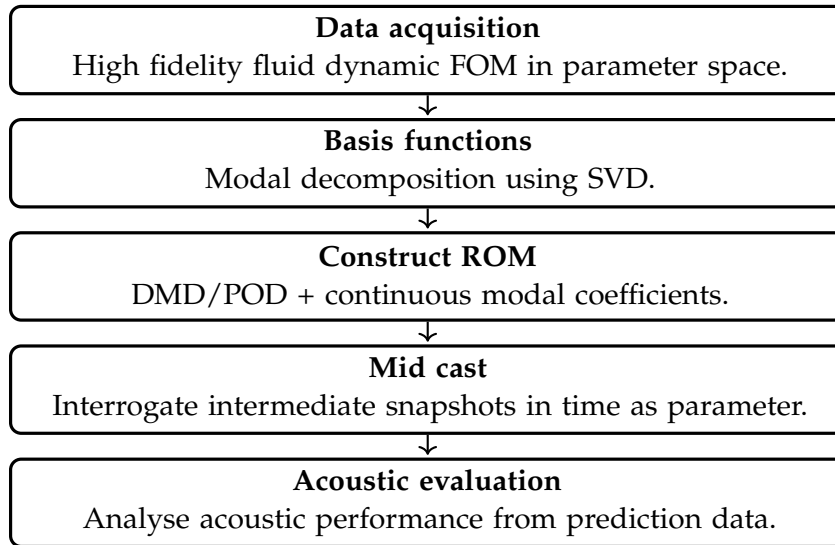 Data acquisition
High fidelity fluid dynamic FOM in parameter space.
Basis functions
Modal decomposition using SVD.
Construct ROM
DMD/POD + continuous modal coefficients.
Mid cast
Interrogate intermediate snapshots in time as parameter.
Acoustic evaluation
Analyse acoustic performance from prediction data.